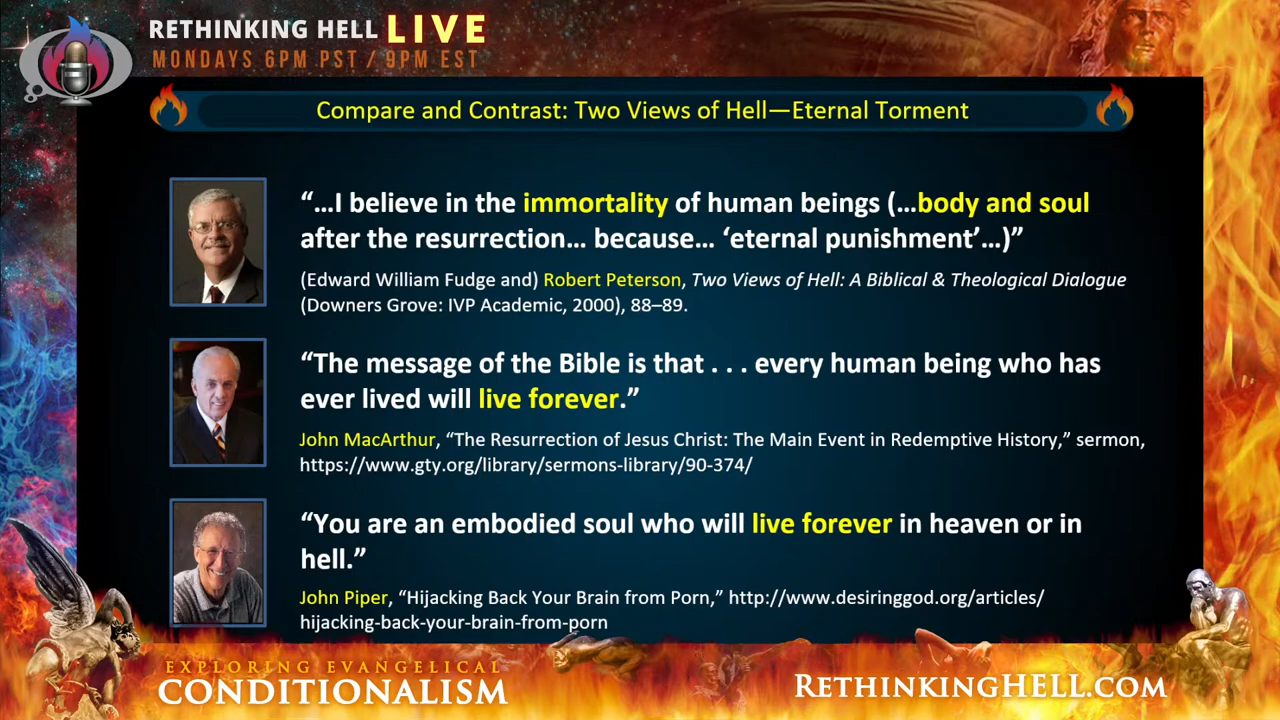 RETHINKING HELL LIVE
MONDAYS 6PM PST / 9PM EST
Compare and Contrast: Two Views of Hell—Eternal Torment
“…I believe in the immortality of human beings (…body and soul
after the resurrection… because… ‘eternal punishment’…)”
(Edward William Fudge and) Robert Peterson, Two Views of Hell: A Biblical & Theological Dialogue
(Downers Grove: IVP Academic, 2000), 88–89.
“The message of the Bible is that . . . every human being who has
ever lived will live forever.”
John MacArthur, “The Resurrection of Jesus Christ: The Main Event in Redemptive History,” sermon,
https://www.gty.org/library/sermons-library/90-374/
“You are an embodied soul who will live forever in heaven or in
hell.”
John Piper, “Hijacking Back Your Brain from Porn,” http://www.desiringgod.org/articles/
hijacking-back-your-brain-from-porn
EXPLORING EVANGELICAL
CONDITIONALISM
RETHINKINGHELL.COM